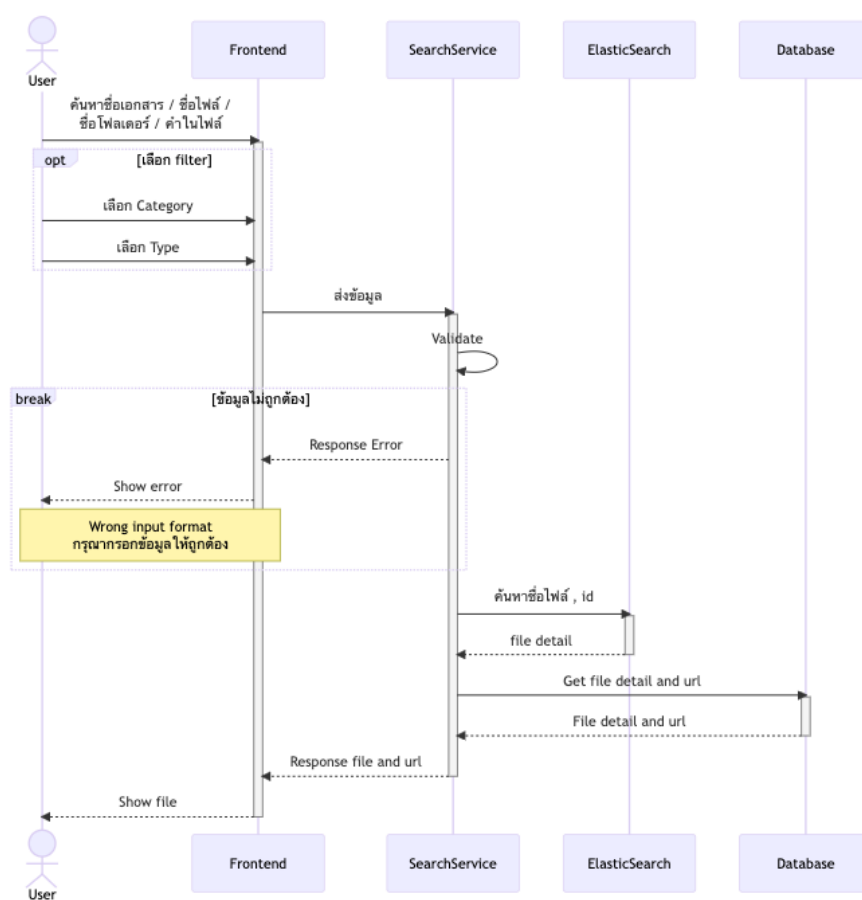 User
Frontend
SearchService
ElasticSearch
Database
ค้นหาชื่อเอกสาร / ชื่อไฟล์ /
ชื่อโฟลเดอร์ / คำในไฟล์
opt
[เลือก filter]
เลือก Category
เลือก Type
ส่งข้อมูล
Validate
break
[ข้อมูลไม่ถูกต้อง]
Response Error
Show error
Wrong input format
กรุณากรอกข้อมูลให้ถูกต้อง
ค้นหาชื่อไฟล์ , id
file detail
Get file detail and url
File detail and url
Response file and url
Show file
User
Frontend
SearchService
ElasticSearch
Database